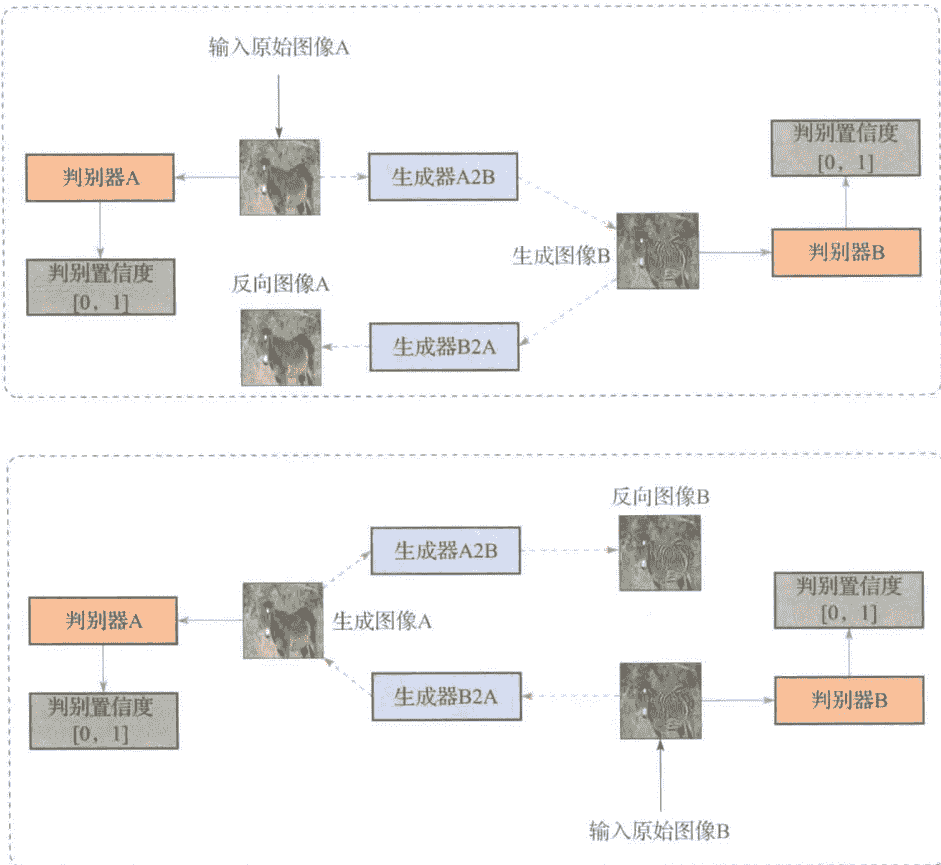 输入原始图像A
判别置信度
[0, 1]
判别器A
生成器A2B
生成图像B
判别器B
判别置信度
[0, 1]
反向图像A
生成器B2A
反向图像B
生成器A2B
判别置信度
[0, 1]
判别器A
生成图像A
生成器B2A
判别器B
判别置信度
[0, 1]
输入原始图像B